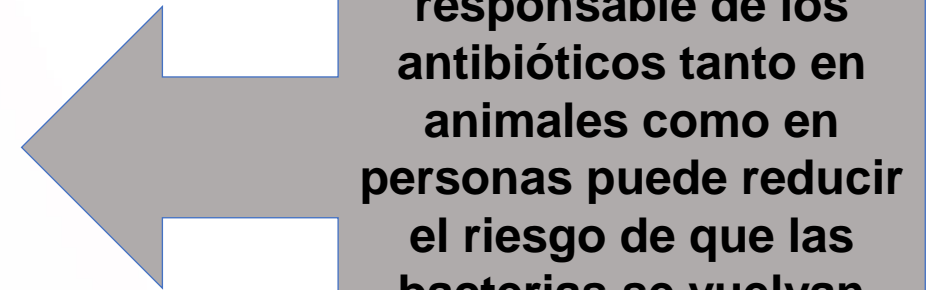 responsable de los
antibióticos tanto en
animales como en
personas puede reducir
el riesgo de que las
bacterias se vuelvan